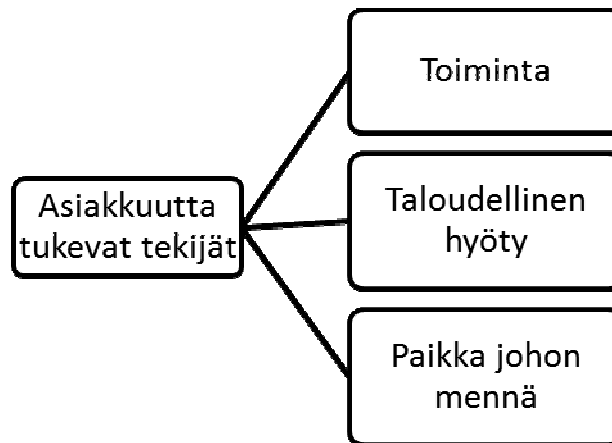 Toiminta
Asiakkuutta
tukevat tekijät
Taloudellinen
hyöty
Paikka johon
mennä